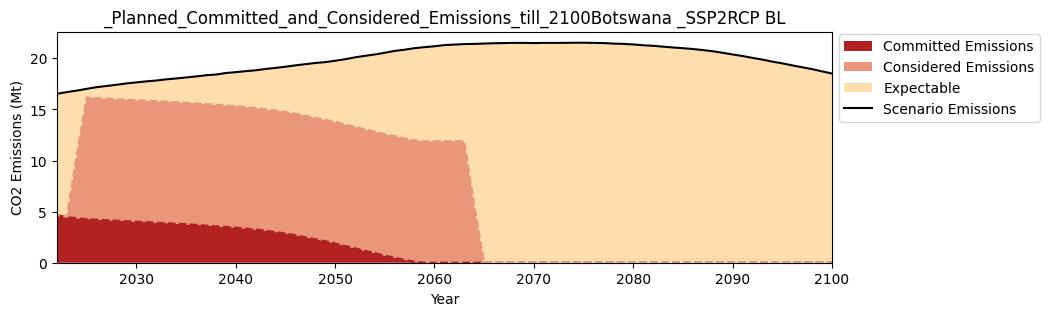 _Planned_Committed_and_Considered_Emissions_till_2100Botswana _SSP2RCP BL
CO2 Emissions (Mt)
20
15
10
5
0
2030 2040 2050 2060 2070 2080 2090 2100
Year
Committed Emissions
Considered Emissions
Expectable
Scenario Emissions